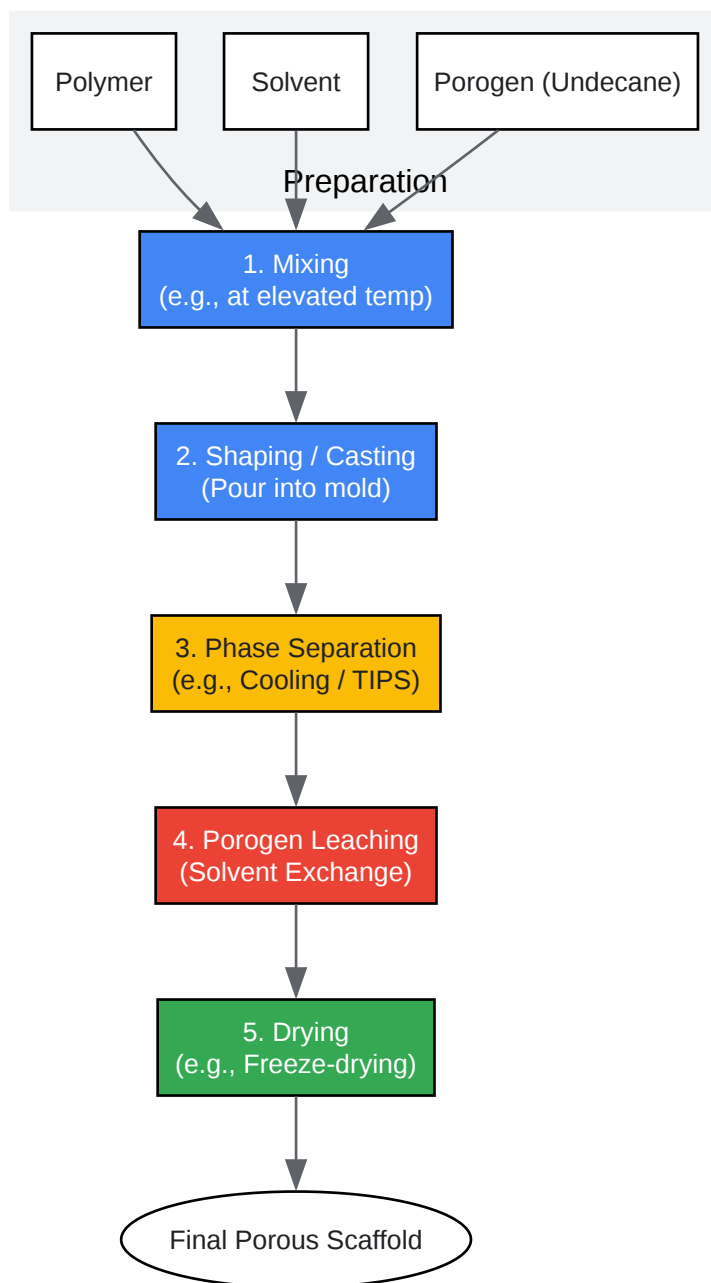 Polymer
Solvent
Porogen (Undecane)
Preparation
1. Mixing
(e.g., at elevated temp)
2. Shaping / Casting
(Pour into mold)
3. Phase Separation
(e.g., Cooling / TIPS)
4. Porogen Leaching
(Solvent Exchange)
5. Drying
(e.g., Freeze-drying)
Final Porous Scaffold